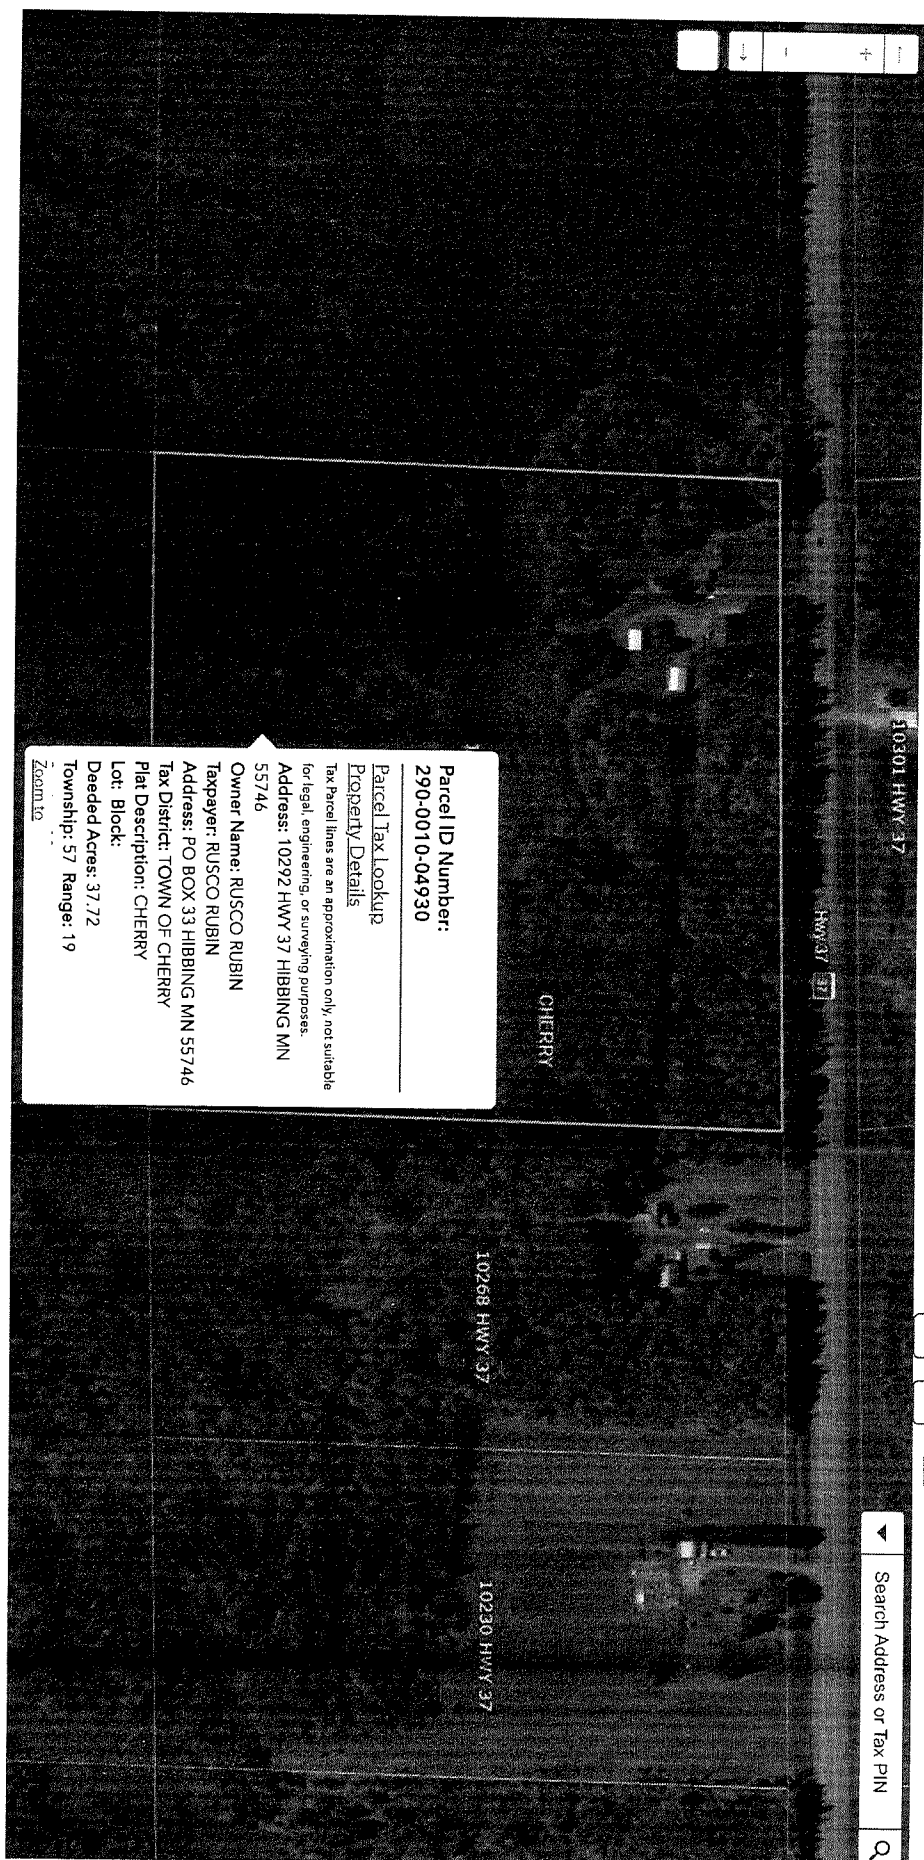 Search Address or Tax PIN
10301 HWY 37
Hwy 37
37
CHERRY
10268 HWY 37
10230 HWY 37
Parcel ID Number:
290-0010-04930
Parcel Tax Lookup
Property Details
Tax Parcel lines are an approximation only, not suitable
for legal, engineering, or surveying purposes.
Address: 10292 HWY 37 HIBBING MN
55746
Owner Name: RUSCO RUBIN
Taxpayer: RUSCO RUBIN
Address: PO BOX 33 HIBBING MN 55746
Tax District: TOWN OF CHERRY
Plat Description: CHERRY
Lot: Block:
Deeded Acres: 37.72
Township: 57 Range: 19
Zoom to